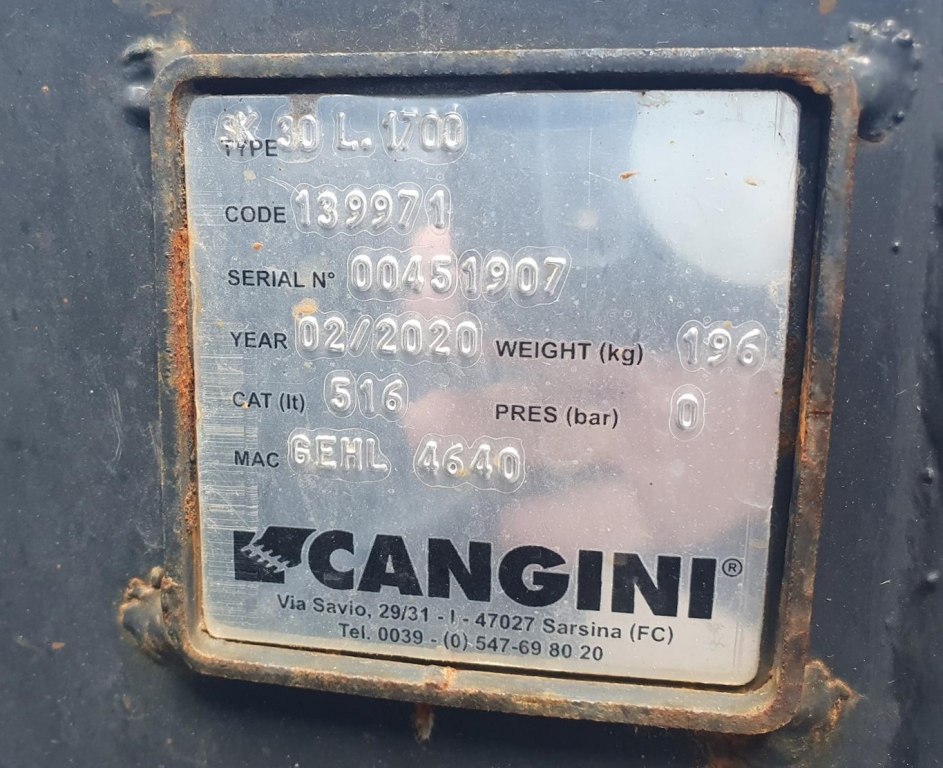 TYPE SK 30 L. 1700
CODE 139971
SERIAL N° 00451907
YEAR 02/2020 WEIGHT (kg) 196
CAT (lt) 516 PRES (bar) 0
MAC GEHL 4640
CANGINI®
Via Savio, 29/31 - I - 47027 Sarsina (FC)
Tel. 0039 - (0) 547-69 80 20